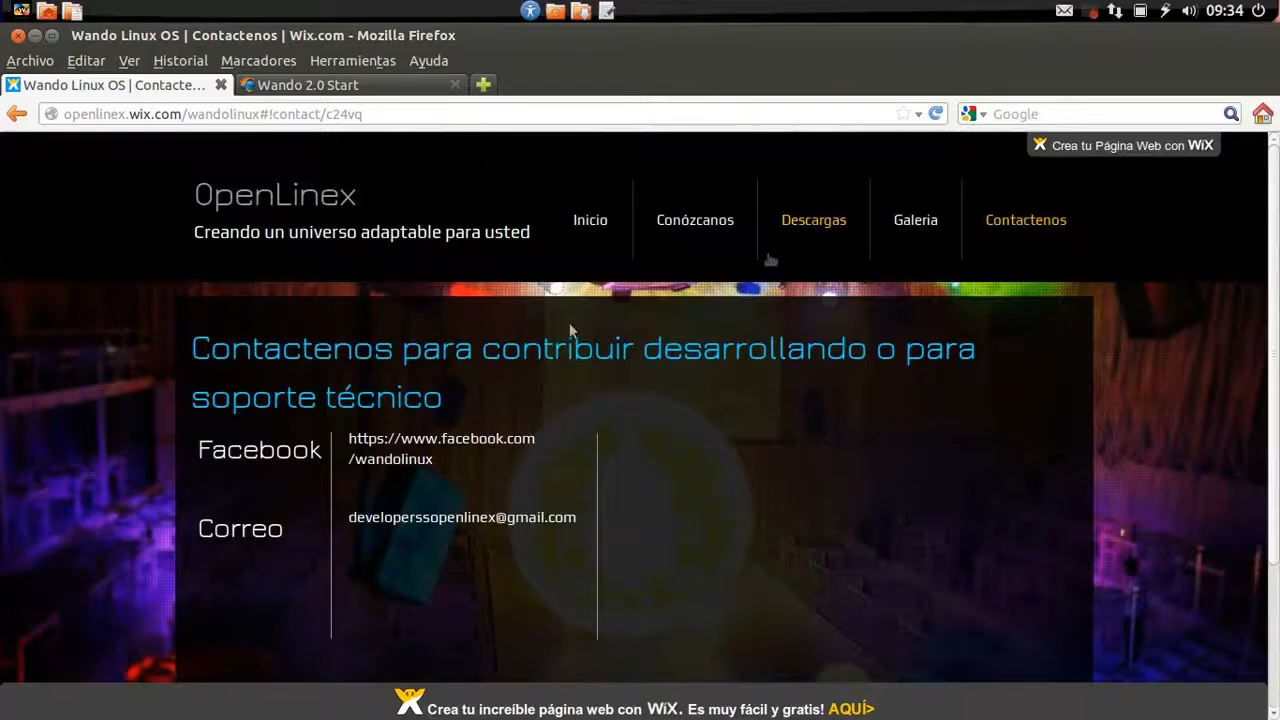 09:34
Wando Linux OS | Contactenos | Wix.com - Mozilla Firefox
Archivo Editar Ver Historial Marcadores Herramientas Ayuda
Wando Linux OS | Contacte... Wando 2.0 Start
openlinex.wix.com/wandolinux#!contact/c24vq Google
Crea tu Página Web con WiX
OpenLinex
Creando un universo adaptable para usted
Inicio Conózcanos Descargas Galeria Contactenos
Contactenos para contribuir desarrollando o para
soporte técnico
Facebook
https://www.facebook.com
/wandolinux
Correo
developerssopenlinex@gmail.com
Crea tu increíble página web con WiX. Es muy fácil y gratis! AQUÍ>